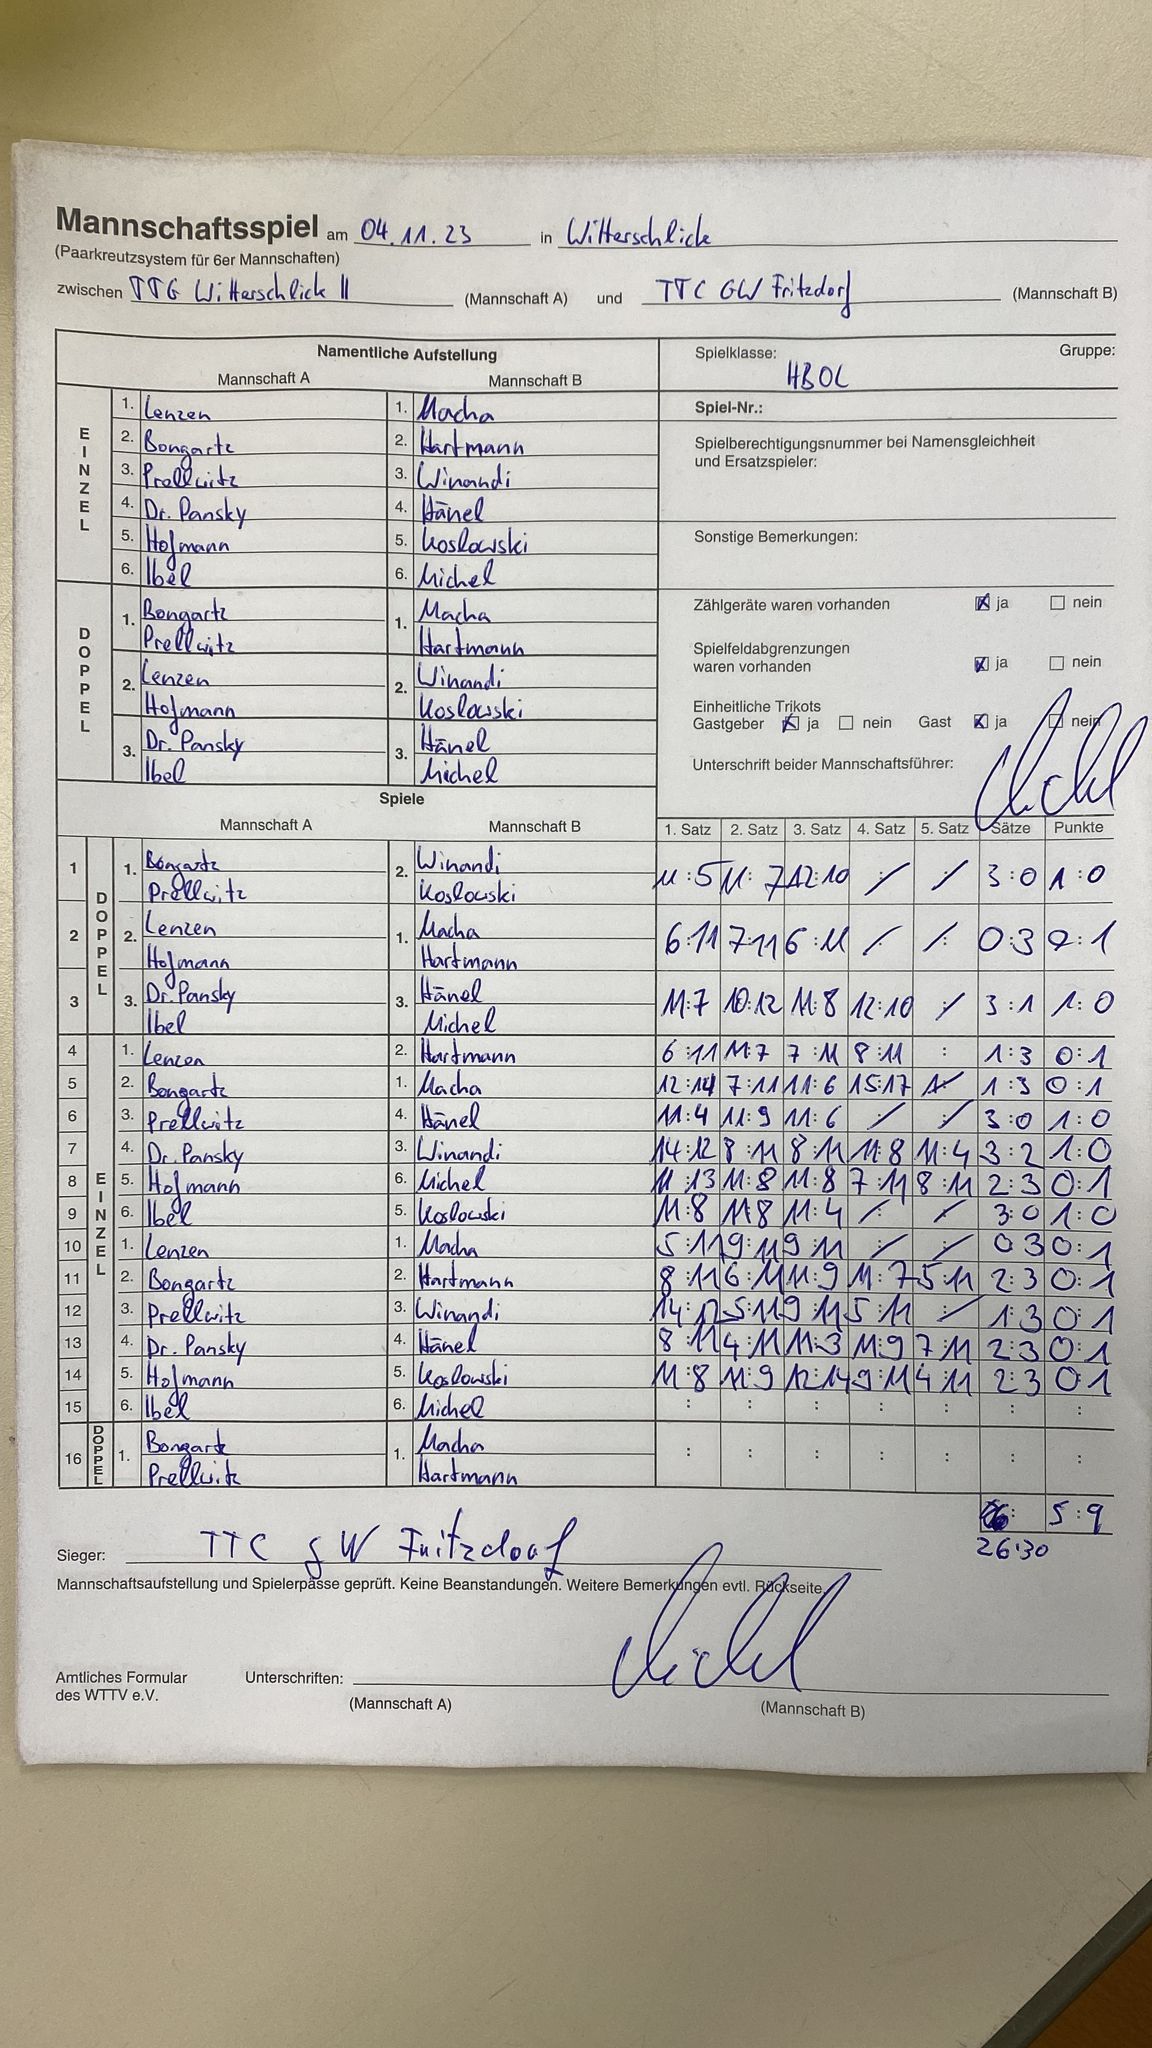 Mannschaftsspiel am 04.11.23 in Witterschlick
(Paarkreutzsystem für 6er Mannschaften)
zwischen TTG Witterschlick II (Mannschaft A) und TTC GW Fritzdorf (Mannschaft B)
Namentliche Aufstellung
Mannschaft A Mannschaft B
EINZEL
1. Lenzen 1. Macha
2. Bongartz 2. Hartmann
3. Prellwitz 3. Winandi
4. Dr. Pansky 4. Hänel
5. Hofmann 5. Koslowski
6. Ibel 6. Michel
DOPPEL
1. Bongartz 1. Macha
Prellwitz Hartmann
2. Lenzen 2. Winandi
Hofmann Koslowski
3. Dr. Pansky 3. Hänel
Ibel Michel
Spielklasse: HBOL Gruppe:
Spiel-Nr.:
Spielberechtigungsnummer bei Namensgleichheit
und Ersatzspieler:
Sonstige Bemerkungen:
Zählgeräte waren vorhanden ja nein
Spielfeldabgrenzungen
waren vorhanden ja nein
Einheitliche Trikots
Gastgeber ja nein Gast ja nein
Unterschrift beider Mannschaftsführer:
Spiele
Mannschaft A Mannschaft B 1. Satz 2. Satz 3. Satz 4. Satz 5. Satz Sätze Punkte
DOPPEL
1 1. Bongartz Prellwitz 2. Winandi Koslowski 11:5 11:7 12:10 : : 3:0 1:0
2 2. Lenzen Hofmann 1. Macha Hartmann 6:11 7:11 6:11 : : 0:3 0:1
3 3. Dr. Pansky Ibel 3. Hänel Michel 11:7 10:12 11:8 12:10 : 3:1 1:0
EINZEL
4 1. Lenzen 2. Hartmann 6:11 11:7 7:11 8:11 : 1:3 0:1
5 2. Bongartz 1. Macha 12:14 7:11 11:6 15:17 1:3 0:1
6 3. Prellwitz 4. Hänel 11:4 11:9 11:6 : : 3:0 1:0
7 4. Dr. Pansky 3. Winandi 14:12 8:11 8:11 11:8 11:4 3:2 1:0
8 5. Hofmann 6. Michel 11:13 11:8 11:8 7:11 8:11 2:3 0:1
9 6. Ibel 5. Koslowski 11:8 11:8 11:4 : : 3:0 1:0
10 1. Lenzen 1. Macha 5:11 9:11 9:11 : : 0:3 0:1
11 2. Bongartz 2. Hartmann 8:11 6:11 11:9 11:7 5:11 2:3 0:1
12 3. Prellwitz 3. Winandi 14:12 5:11 9:11 5:11 : 1:3 0:1
13 4. Dr. Pansky 4. Hänel 8:11 4:11 11:3 11:9 7:11 2:3 0:1
14 5. Hofmann 5. Koslowski 11:8 11:9 12:14 9:11 4:11 2:3 0:1
15 6. Ibel 6. Michel : : : : : : :
DOPPEL
16 1. Bongartz Prellwitz 1. Macha Hartmann : : : : : : :
5:9
26:30
Sieger: TTC GW Fritzdorf
Mannschaftsaufstellung und Spielerpässe geprüft. Keine Beanstandungen. Weitere Bemerkungen evtl. Rückseite.
Amtliches Formular Unterschriften:
des WTTV e.V. (Mannschaft A) (Mannschaft B)